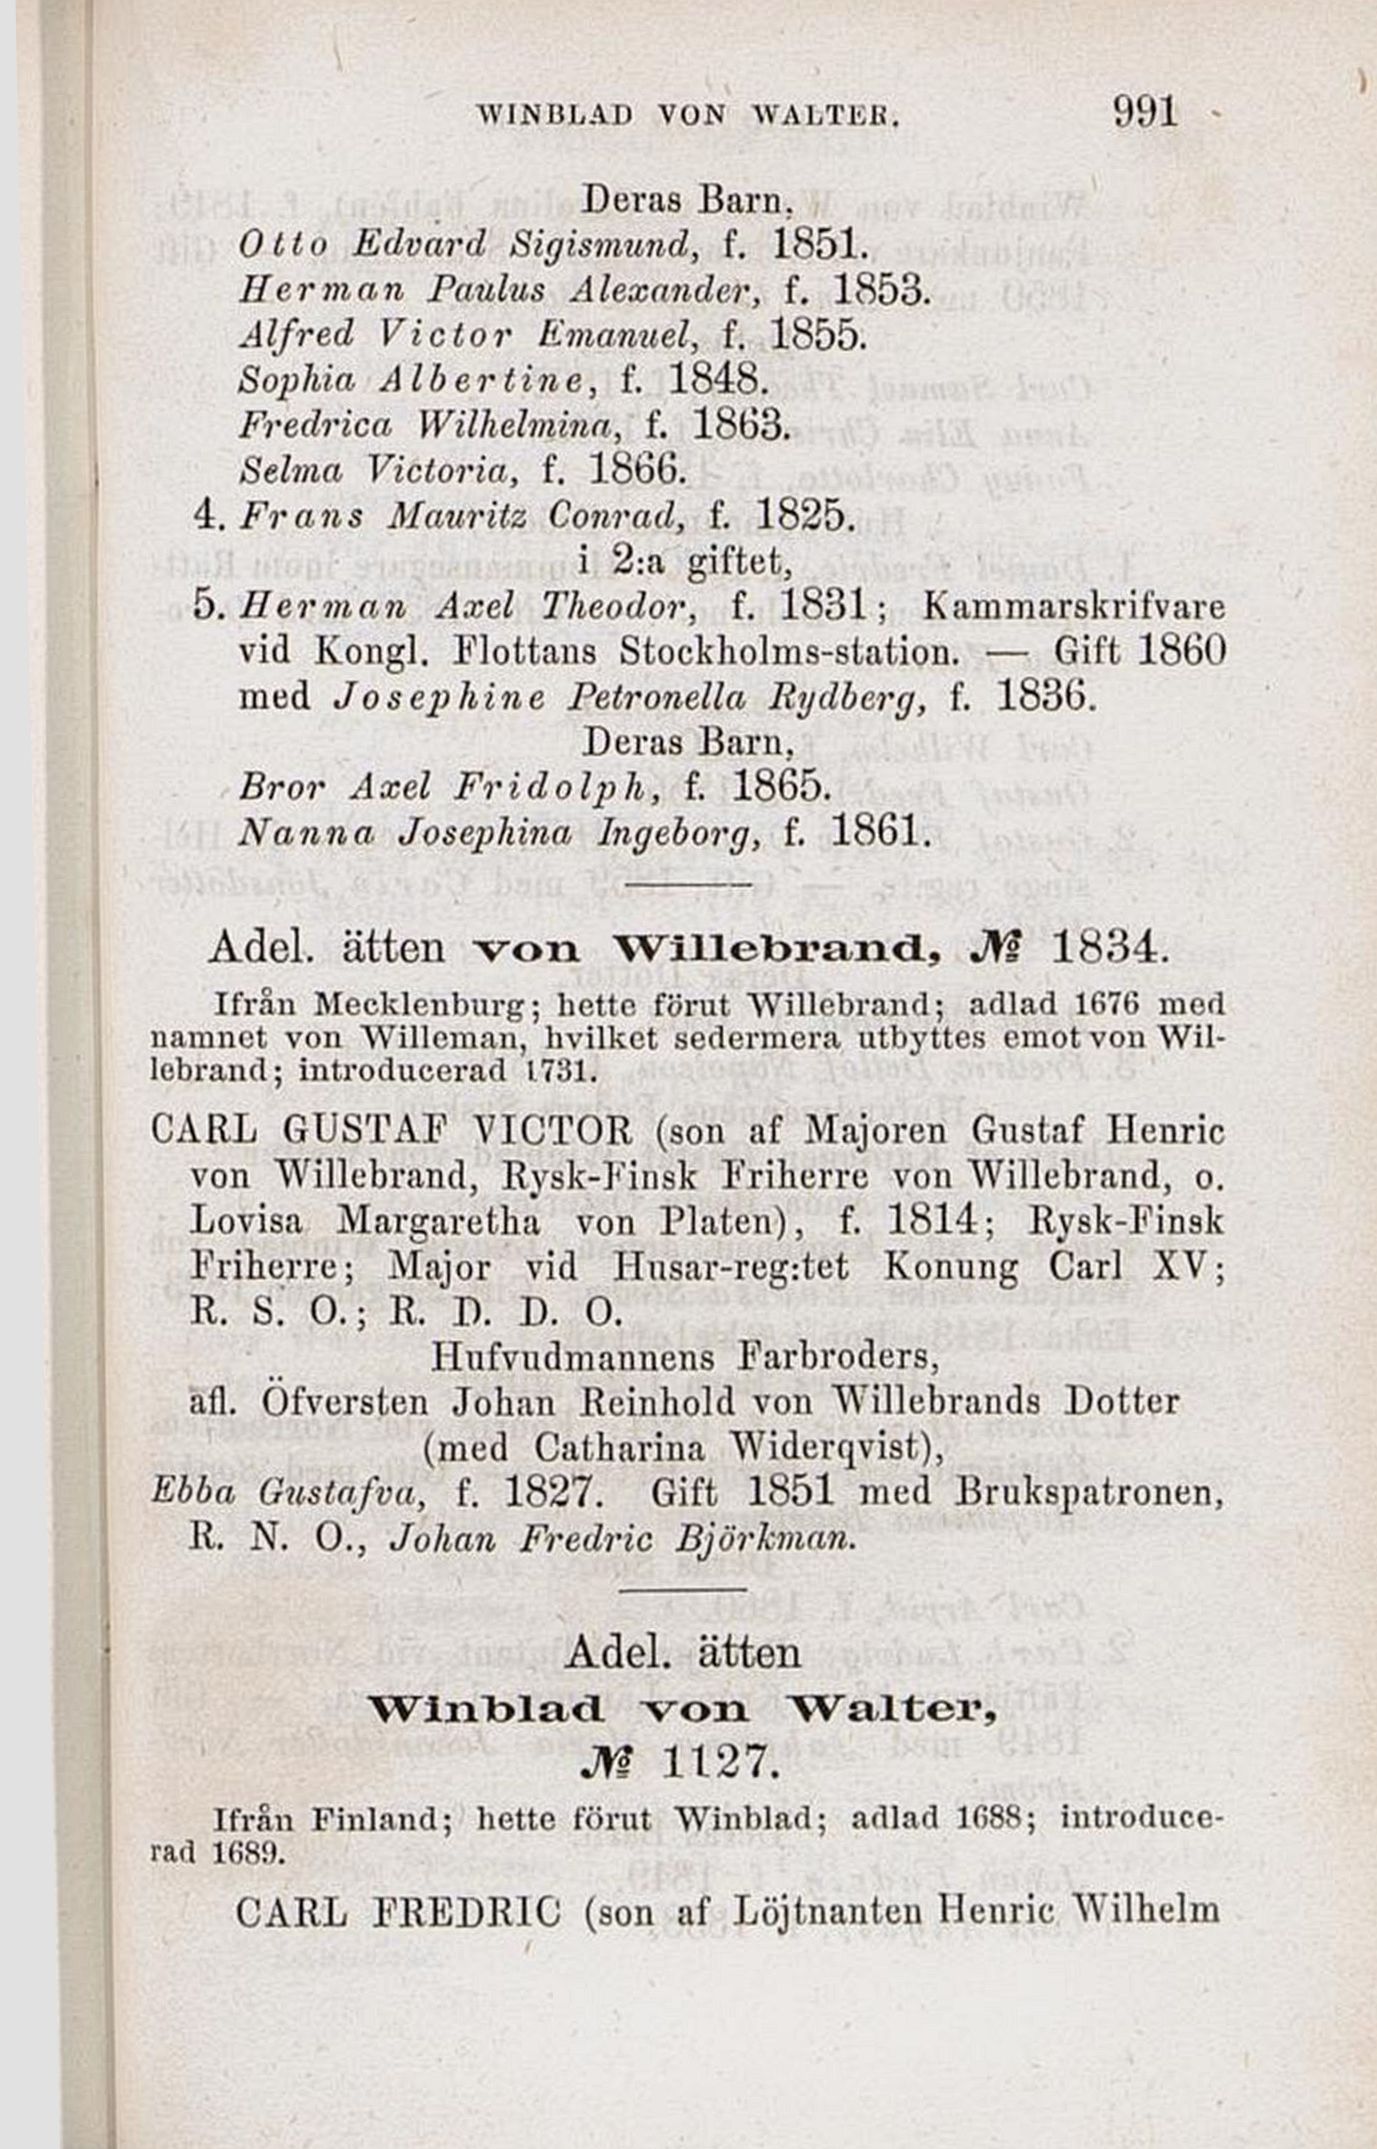 WINBLAD VON WALTER. 991
Deras Barn,
Otto Edvard Sigismund, f. 1851.
Herman Paulus Alexander, f. 1853.
Alfred Victor Emanuel, f. 1855.
Sophia Albertine, f. 1848.
Fredrica Wilhelmina, f. 1863.
Selma Victoria, f. 1866.
4. Frans Mauritz Conrad, f. 1825.
i 2:a giftet,
5. Herman Axel Theodor, f. 1831; Kammarskrifvare
vid Kongl. Flottans Stockholms-station. — Gift 1860
med Josephine Petronella Rydberg, f. 1836.
Deras Barn,
Bror Axel Fridolph, f. 1865.
Nanna Josephina Ingeborg, f. 1861.
Adel. ätten von Willebrand, № 1834.
Ifrån Mecklenburg; hette förut Willebrand; adlad 1676 med
namnet von Willeman, hvilket sedermera utbyttes emot von Wil-
lebrand; introducerad 1731.
CARL GUSTAF VICTOR (son af Majoren Gustaf Henric
von Willebrand, Rysk-Finsk Friherre von Willebrand, o.
Lovisa Margaretha von Platen), f. 1814; Rysk-Finsk
Friherre; Major vid Husar-reg:tet Konung Carl XV;
R. S. O.; R. D. D. O.
Hufvudmannens Farbroders,
afl. Öfversten Johan Reinhold von Willebrands Dotter
(med Catharina Widerqvist),
Ebba Gustafva, f. 1827. Gift 1851 med Brukspatronen,
R. N. O., Johan Fredric Björkman.
Adel. ätten
Winblad von Walter,
№ 1127.
Ifrån Finland; hette förut Winblad; adlad 1688; introduce-
rad 1689.
CARL FREDRIC (son af Löjtnanten Henric Wilhelm